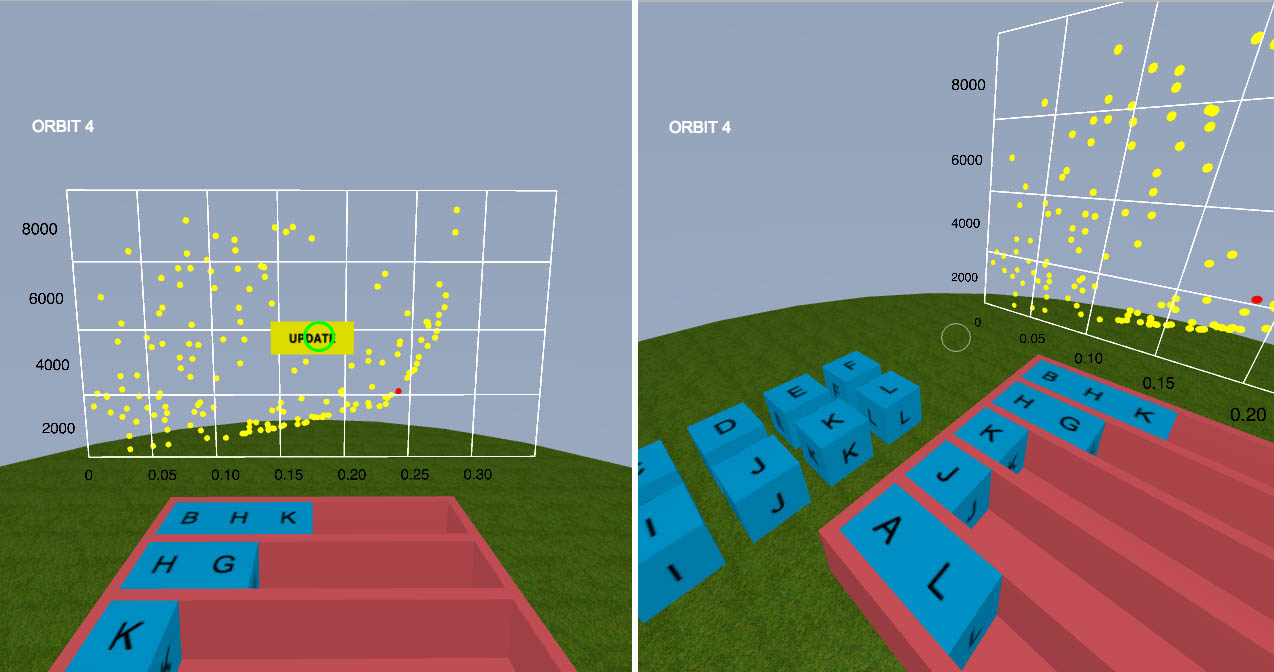 ORBIT 4
8000
6000
4000
2000
0 0.05 0.10 0.15 0.20 0.25 0.30
UPDATE
B H K
H G
K
ORBIT 4
8000
6000
4000
2000
0
0.05
0.10
0.15
0.20
F
E L
F L
D K
K
J
J
I
I
B H K
H G
K
J
J
A
L